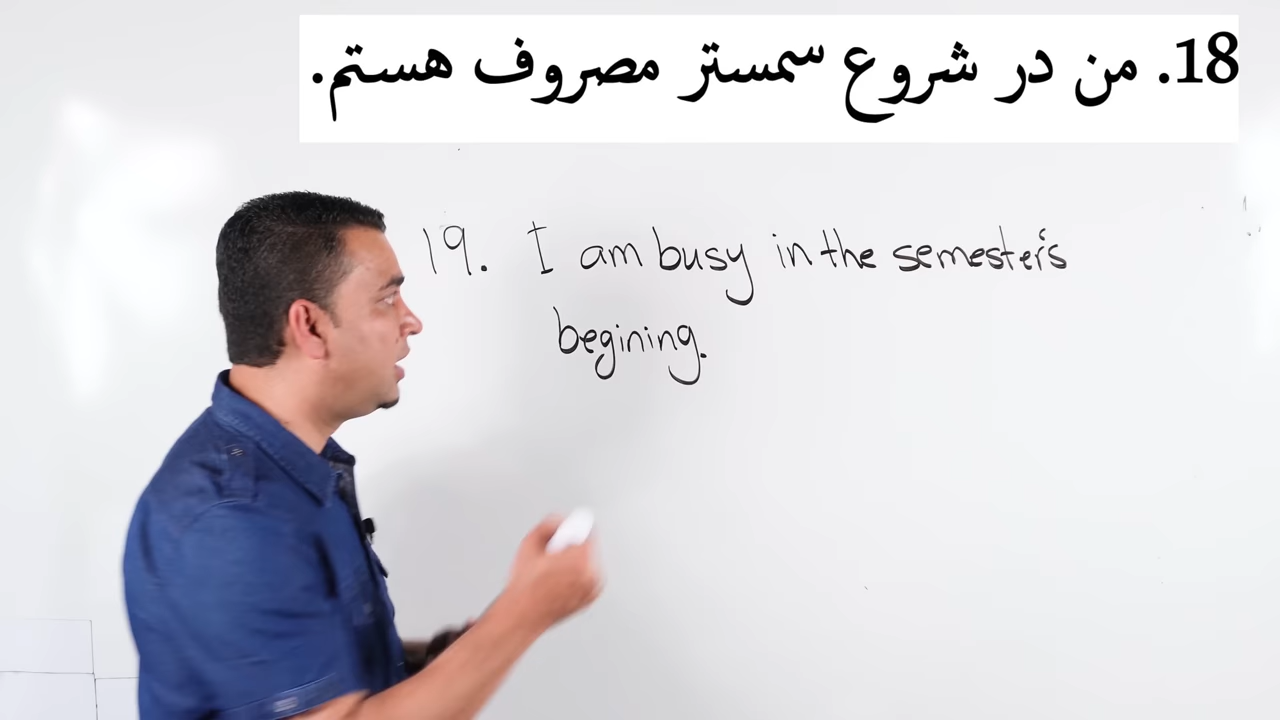 18. من در شروع سمستر مصروف هستم.
19. I am busy in the semester's
begining.